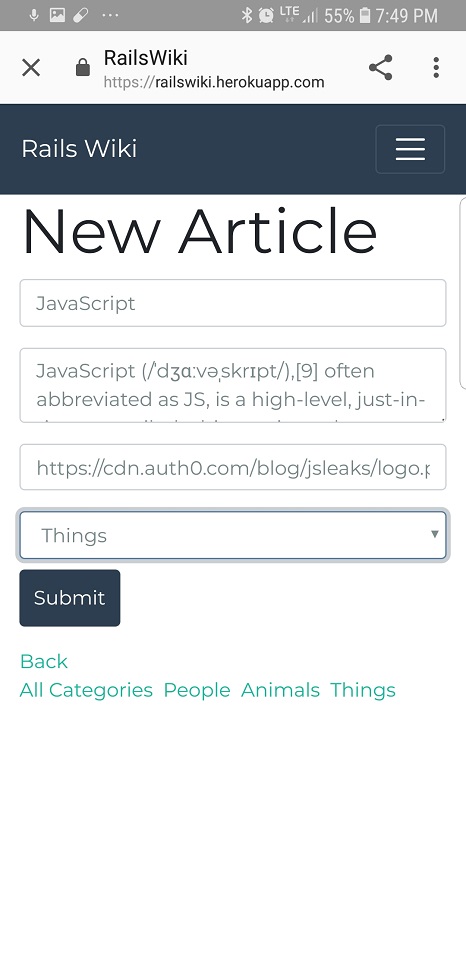 LTE 55% 7:49 PM
RailsWiki
https://railswiki.herokuapp.com
Rails Wiki
New Article
JavaScript
JavaScript (/ˈdʒɑːvəˌskrɪpt/),[9] often
abbreviated as JS, is a high-level, just-in-
https://cdn.auth0.com/blog/jsleaks/logo.p
Things
Submit
Back
All Categories People Animals Things